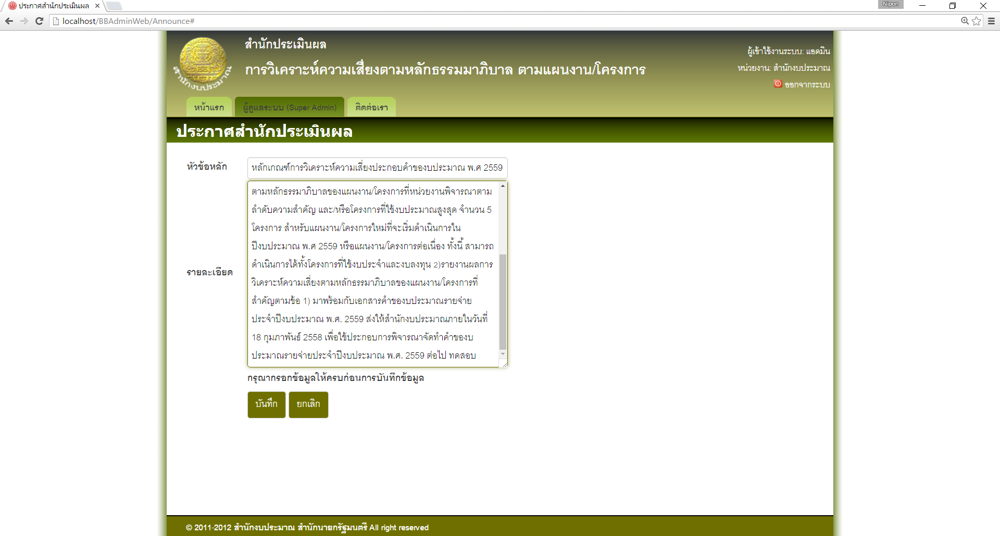 ประกาศสำนักประเมินผล
Nipon
localhost/BBAdminWeb/Announce#
สำนักงบประมาณ
สำนักประเมินผล
การวิเคราะห์ความเสี่ยงตามหลักธรรมมาภิบาล ตามแผนงาน/โครงการ
ผู้เข้าใช้งานระบบ: แอดมิน
หน่วยงาน: สำนักงบประมาณ
ออกจากระบบ
หน้าแรก
ผู้ดูแลระบบ (Super Admin)
ติดต่อเรา
ประกาศสำนักประเมินผล
หัวข้อหลัก
หลักเกณฑ์การวิเคราะห์ความเสี่ยงประกอบคำของบประมาณ พ.ศ 2559
รายละเอียด
ตามหลักธรรมาภิบาลของแผนงาน/โครงการที่หน่วยงานพิจารณาตาม
ลำดับความสำคัญ และ/หรือโครงการที่ใช้งบประมาณสูงสุด จำนวน 5
โครงการ สำหรับแผนงาน/โครงการใหม่ที่จะเริ่มดำเนินการใน
ปีงบประมาณ พ.ศ 2559 หรือแผนงาน/โครงการต่อเนื่อง ทั้งนี้ สามารถ
ดำเนินการได้ทั้งโครงการที่ใช้งบประจำและงบลงทุน 2)รายงานผลการ
วิเคราะห์ความเสี่ยงตามหลักธรรมาภิบาลของแผนงาน/โครงการที่
สำคัญตามข้อ 1) มาพร้อมกับเอกสารคำของบประมาณรายจ่าย
ประจำปีงบประมาณ พ.ศ. 2559 ส่งให้สำนักงบประมาณภายในวันที่
18 กุมภาพันธ์ 2558 เพื่อใช้ประกอบการพิจารณาจัดทำคำของบ
ประมาณรายจ่ายประจำปีงบประมาณ พ.ศ. 2559 ต่อไป ทดสอบ
กรุณากรอกข้อมูลให้ครบก่อนการบันทึกข้อมูล
บันทึก
ยกเลิก
© 2011-2012 สำนักงบประมาณ สำนักนายกรัฐมนตรี All right reserved